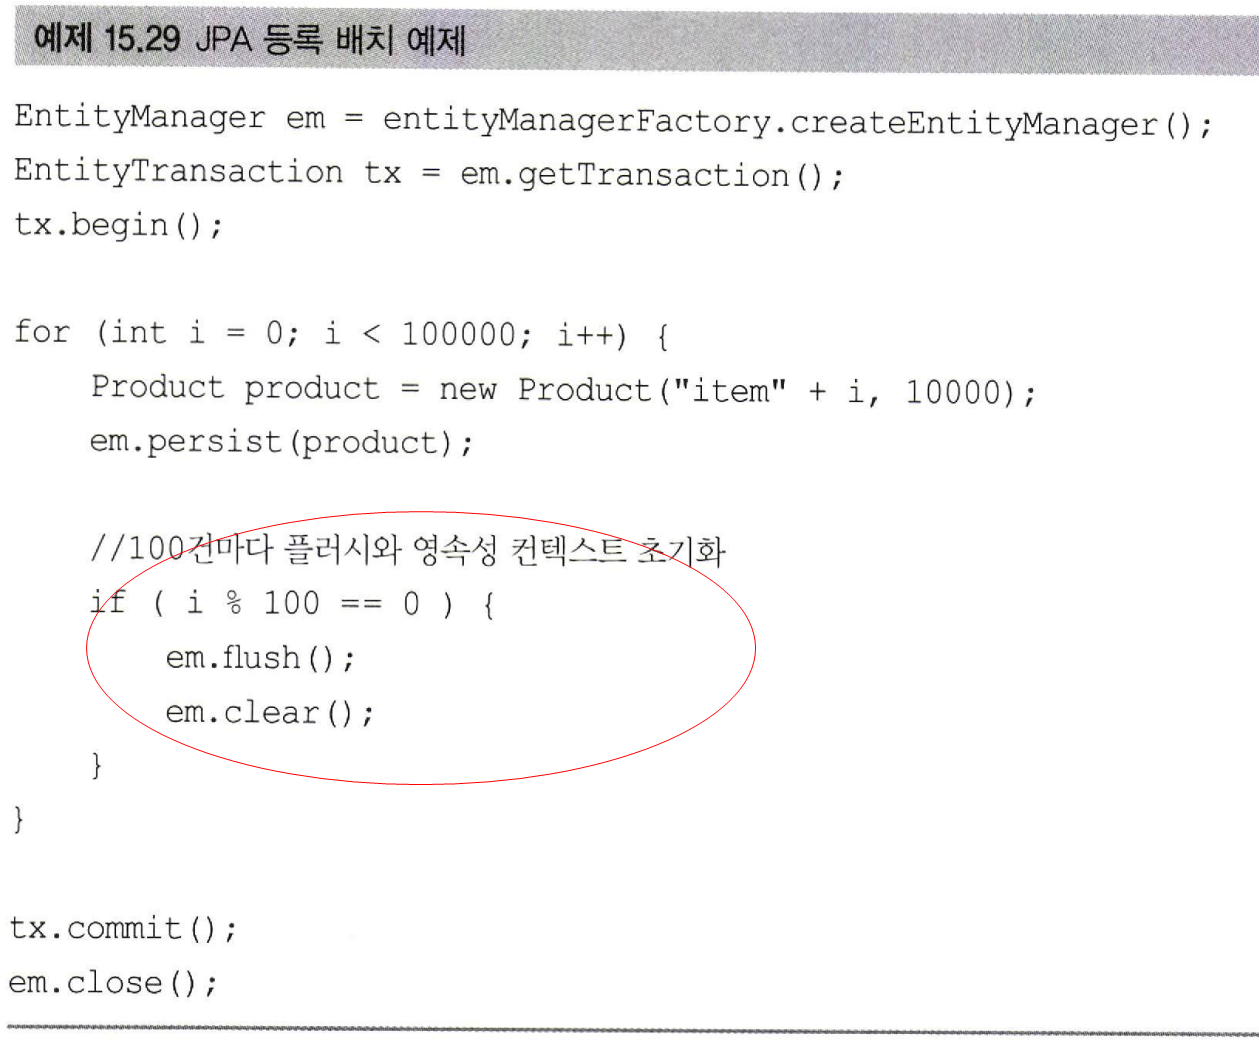 예제 15.29 JPA 등록 배치 예제
EntityManager em = entityManagerFactory.createEntityManager();
EntityTransaction tx = em.getTransaction();
tx.begin();
for (int i = 0; i < 100000; i++) {
    Product product = new Product("item" + i, 10000);
    em.persist(product);
    //100건마다 플러시와 영속성 컨텍스트 초기화
    if ( i % 100 == 0 ) {
        em.flush();
        em.clear();
    }
}
tx.commit();
em.close();